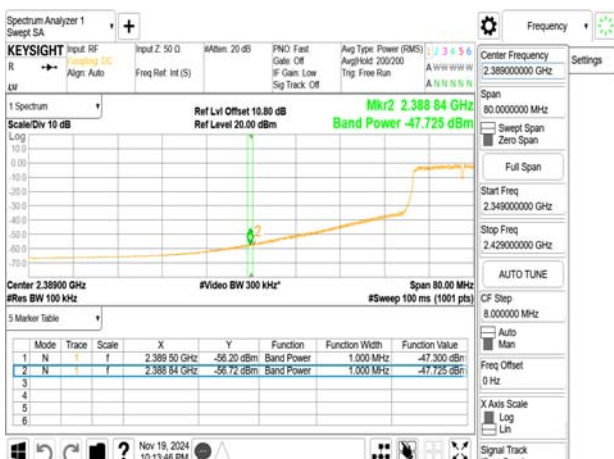 Spectrum Analyzer 1
Swept SA
Frequency
KEYSIGHT
Input: RF
Coupling: DC
Align: Auto
Input Z: 50 Ω
Freq Ref: Int (S)
#Atten: 20 dB
PNO: Fast
Gate: Off
IF Gain: Low
Sig Track: Off
Avg Type: Power (RMS)
Avg|Hold: 200/200
Trig: Free Run
1 2 3 4 5 6
A W W W W W
A N N N N N
R
1 Spectrum
Scale/Div 10 dB
Ref Lvl Offset 10.80 dB
Ref Level 20.00 dBm
Mkr2 2.388 84 GHz
Band Power -47.725 dBm
Log
10.0
0.00
-10.0
-20.0
-30.0
-40.0
-50.0
-60.0
-70.0
2
Center 2.38900 GHz
#Res BW 100 kHz
#Video BW 300 kHz*
Span 80.00 MHz
#Sweep 100 ms (1001 pts)
5 Marker Table
Mode Trace Scale X Y Function Function Width Function Value
1 N 1 f 2.389 50 GHz -56.20 dBm Band Power 1.000 MHz -47.300 dBm
2 N 1 f 2.388 84 GHz -56.72 dBm Band Power 1.000 MHz -47.725 dBm
3
4
5
6
Nov 19, 2024
10:13:46 PM
Center Frequency
2.389000000 GHz
Settings
Span
80.0000000 MHz
Swept Span
Zero Span
Full Span
Start Freq
2.349000000 GHz
Stop Freq
2.429000000 GHz
AUTO TUNE
CF Step
8.000000 MHz
Auto
Man
Freq Offset
0 Hz
X Axis Scale
Log
Lin
Signal Track